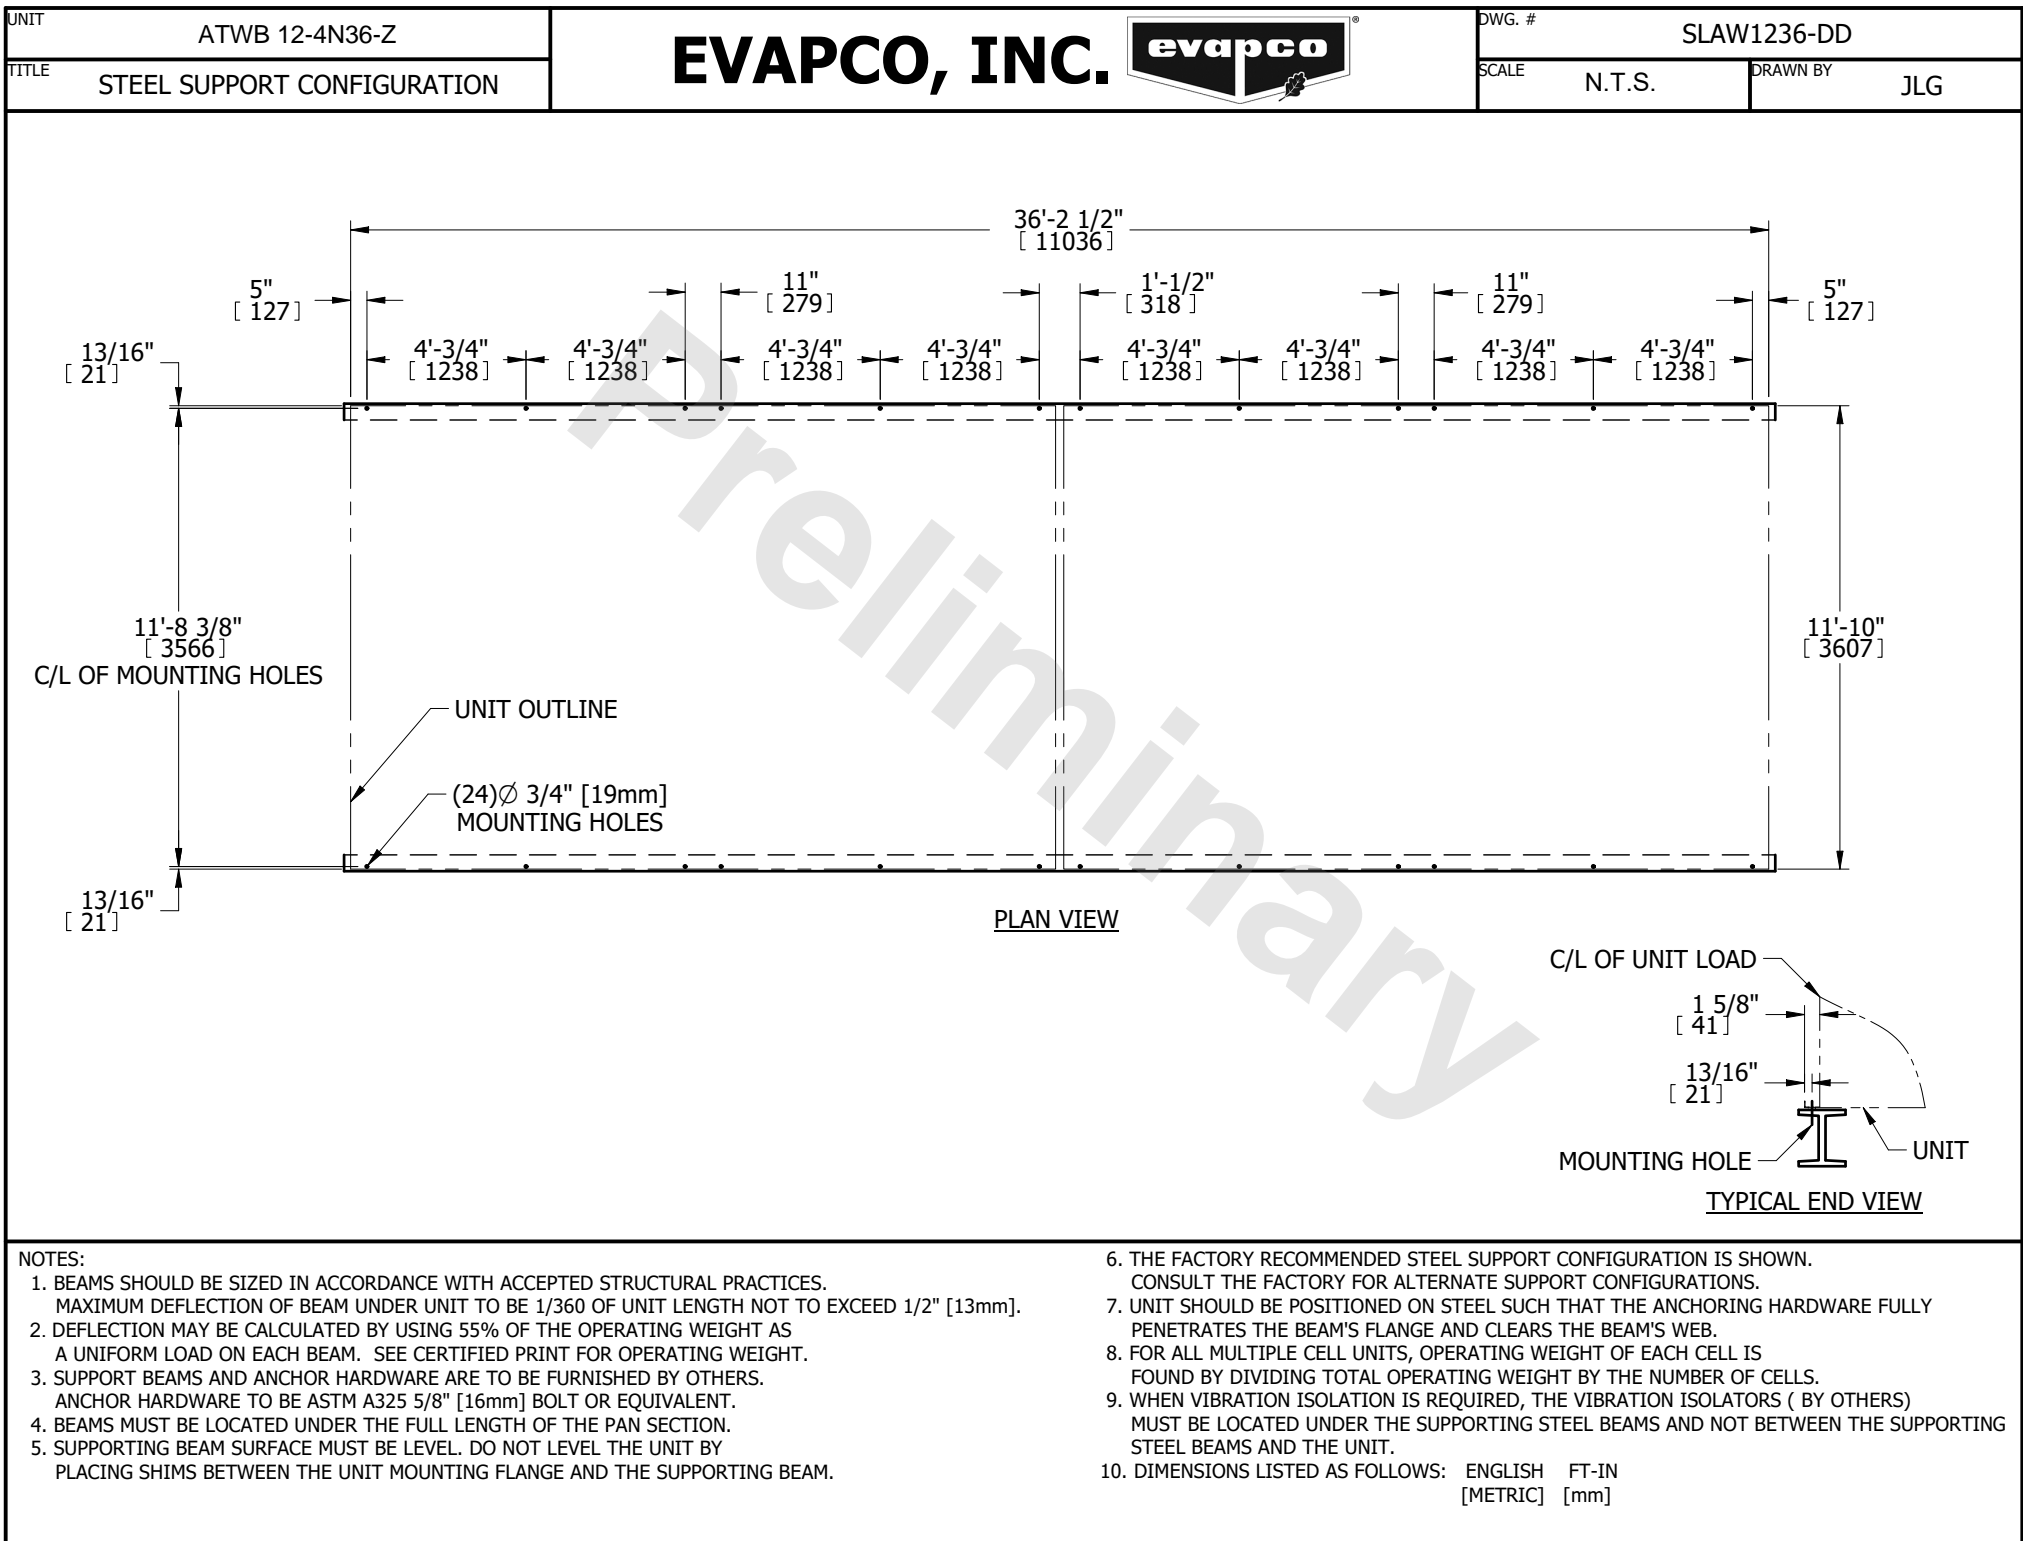 UNIT
ATWB 12-4N36-Z
TITLE
STEEL SUPPORT CONFIGURATION
EVAPCO, INC.
evapco
®
DWG. #
SLAW1236-DD
SCALE
N.T.S.
DRAWN BY
JLG
36'-2 1/2"
[ 11036]
5"
[ 127]
11"
[ 279]
1'-1/2"
[ 318 ]
11"
[ 279]
5"
[ 127]
13/16"
[ 21]
4'-3/4"
[ 1238]
4'-3/4"
[ 1238]
4'-3/4"
[ 1238]
4'-3/4"
[ 1238]
4'-3/4"
[ 1238]
4'-3/4"
[ 1238]
4'-3/4"
[ 1238]
4'-3/4"
[ 1238]
11'-8 3/8"
[ 3566]
C/L OF MOUNTING HOLES
11'-10"
[ 3607]
UNIT OUTLINE
(24)∅ 3/4" [19mm]
MOUNTING HOLES
13/16"
[ 21]
PLAN VIEW
Preliminary
C/L OF UNIT LOAD
1 5/8"
[ 41]
13/16"
[ 21]
MOUNTING HOLE
UNIT
TYPICAL END VIEW
NOTES:
1. BEAMS SHOULD BE SIZED IN ACCORDANCE WITH ACCEPTED STRUCTURAL PRACTICES.
MAXIMUM DEFLECTION OF BEAM UNDER UNIT TO BE 1/360 OF UNIT LENGTH NOT TO EXCEED 1/2" [13mm].
2. DEFLECTION MAY BE CALCULATED BY USING 55% OF THE OPERATING WEIGHT AS
A UNIFORM LOAD ON EACH BEAM. SEE CERTIFIED PRINT FOR OPERATING WEIGHT.
3. SUPPORT BEAMS AND ANCHOR HARDWARE ARE TO BE FURNISHED BY OTHERS.
ANCHOR HARDWARE TO BE ASTM A325 5/8" [16mm] BOLT OR EQUIVALENT.
4. BEAMS MUST BE LOCATED UNDER THE FULL LENGTH OF THE PAN SECTION.
5. SUPPORTING BEAM SURFACE MUST BE LEVEL. DO NOT LEVEL THE UNIT BY
PLACING SHIMS BETWEEN THE UNIT MOUNTING FLANGE AND THE SUPPORTING BEAM.
6. THE FACTORY RECOMMENDED STEEL SUPPORT CONFIGURATION IS SHOWN.
CONSULT THE FACTORY FOR ALTERNATE SUPPORT CONFIGURATIONS.
7. UNIT SHOULD BE POSITIONED ON STEEL SUCH THAT THE ANCHORING HARDWARE FULLY
PENETRATES THE BEAM'S FLANGE AND CLEARS THE BEAM'S WEB.
8. FOR ALL MULTIPLE CELL UNITS, OPERATING WEIGHT OF EACH CELL IS
FOUND BY DIVIDING TOTAL OPERATING WEIGHT BY THE NUMBER OF CELLS.
9. WHEN VIBRATION ISOLATION IS REQUIRED, THE VIBRATION ISOLATORS ( BY OTHERS)
MUST BE LOCATED UNDER THE SUPPORTING STEEL BEAMS AND NOT BETWEEN THE SUPPORTING
STEEL BEAMS AND THE UNIT.
10. DIMENSIONS LISTED AS FOLLOWS: ENGLISH FT-IN
[METRIC] [mm]